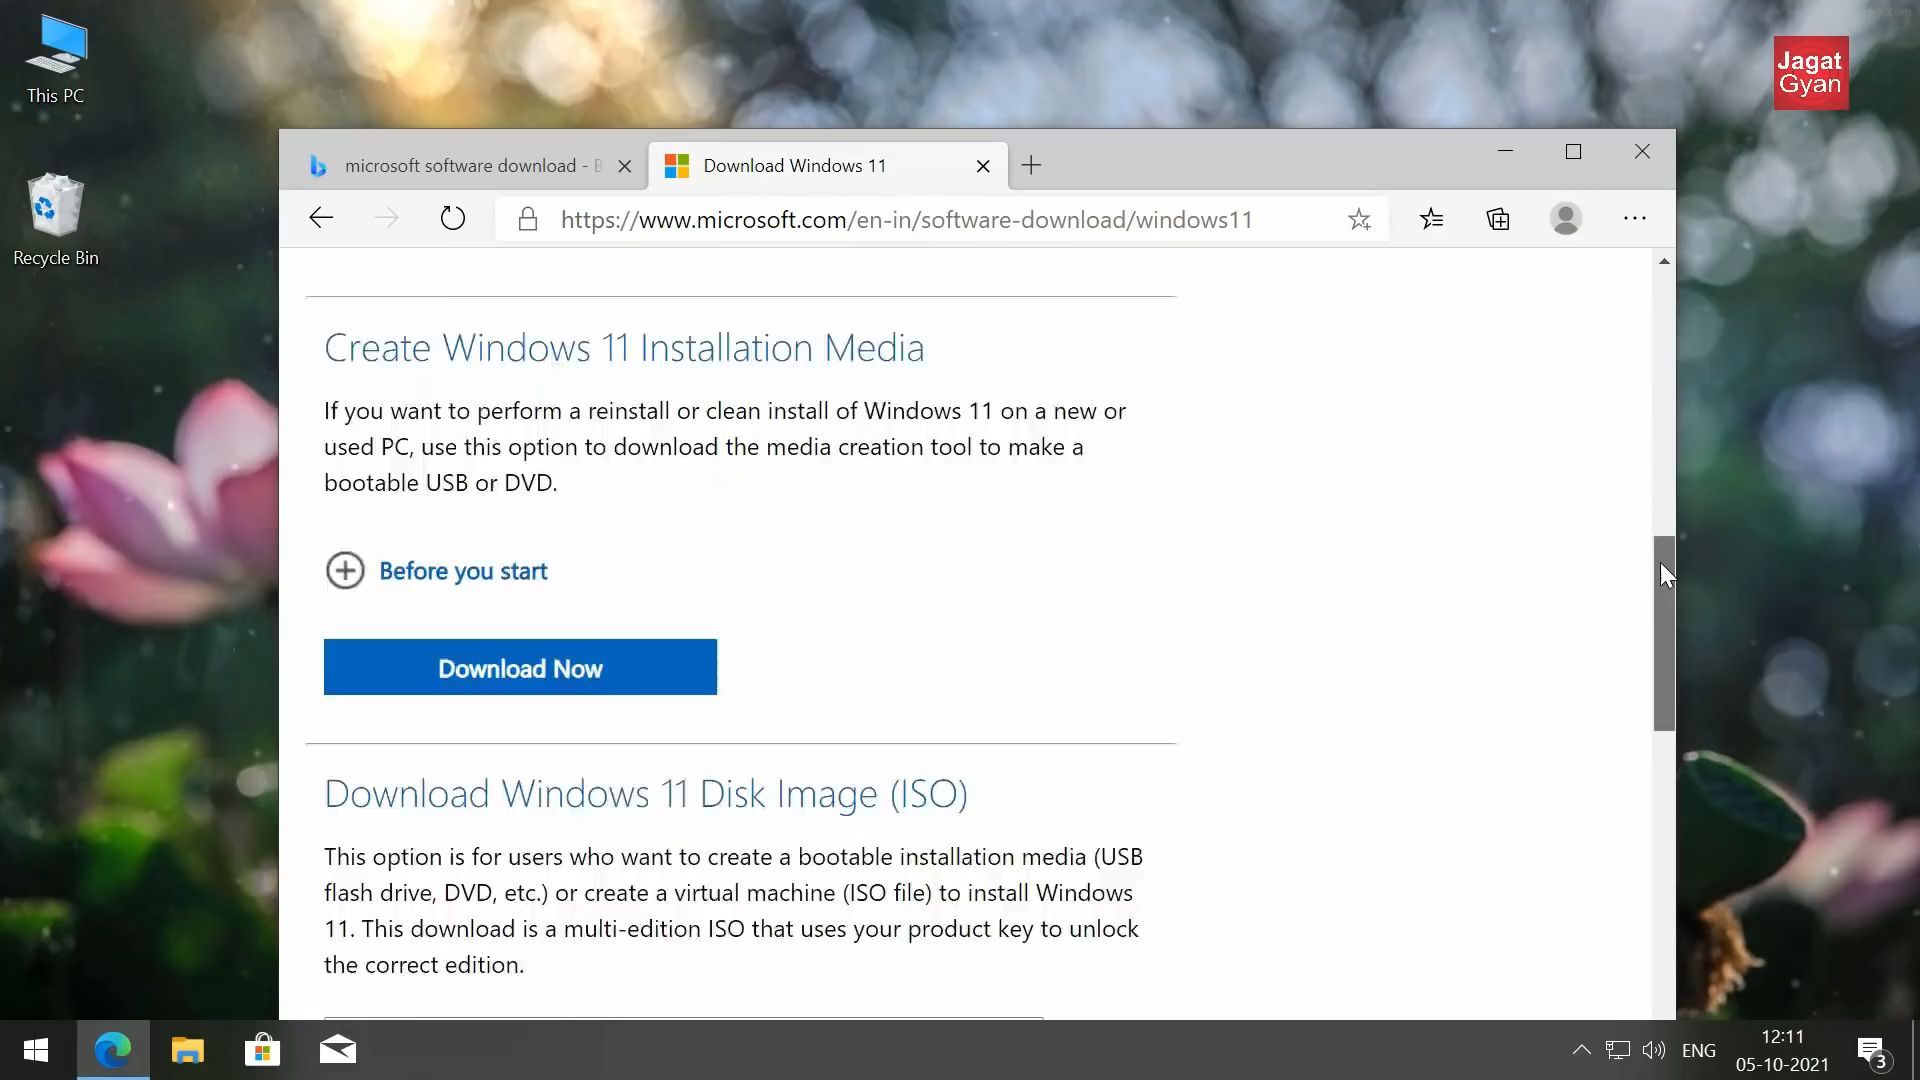 This PC
Recycle Bin
Jagat
Gyan
microsoft software download - B
Download Windows 11
https://www.microsoft.com/en-in/software-download/windows11
Create Windows 11 Installation Media
If you want to perform a reinstall or clean install of Windows 11 on a new or
used PC, use this option to download the media creation tool to make a
bootable USB or DVD.
Before you start
Download Now
Download Windows 11 Disk Image (ISO)
This option is for users who want to create a bootable installation media (USB
flash drive, DVD, etc.) or create a virtual machine (ISO file) to install Windows
11. This download is a multi-edition ISO that uses your product key to unlock
the correct edition.
ENG
12:11
05-10-2021
3